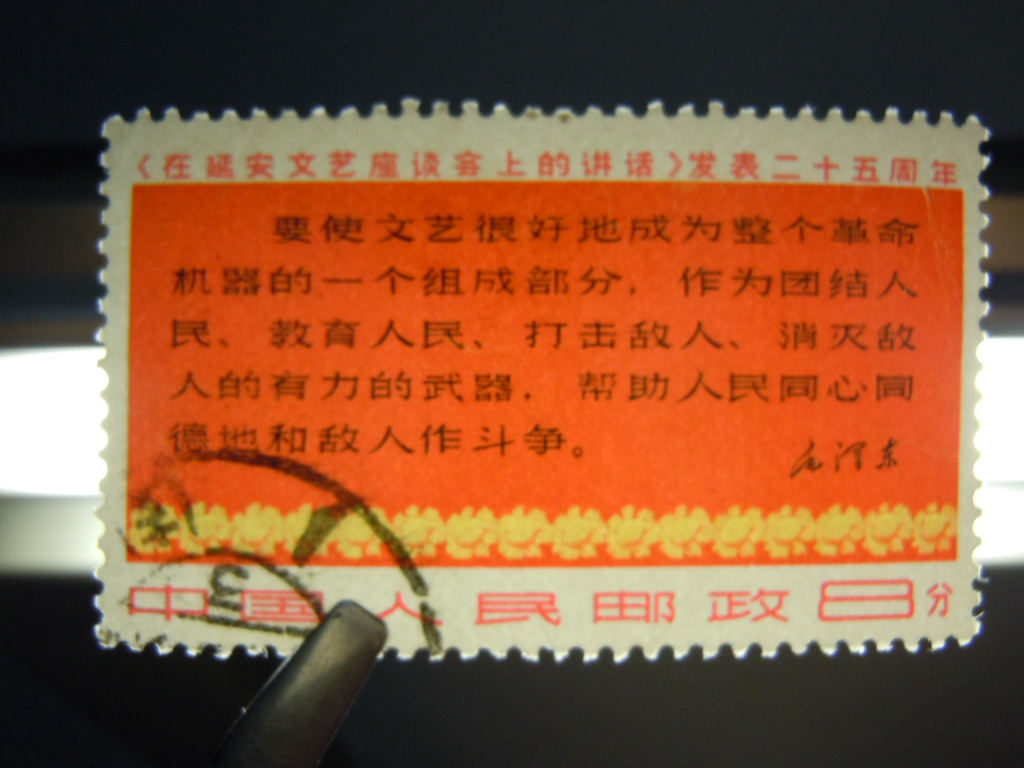 《在延安文艺座谈会上的讲话》发表二十五周年
要使文艺很好地成为整个革命
机器的一个组成部分，作为团结人
民、教育人民、打击敌人、消灭敌
人的有力的武器，帮助人民同心同
德地和敌人作斗争。
毛泽东
中国人民邮政 8分